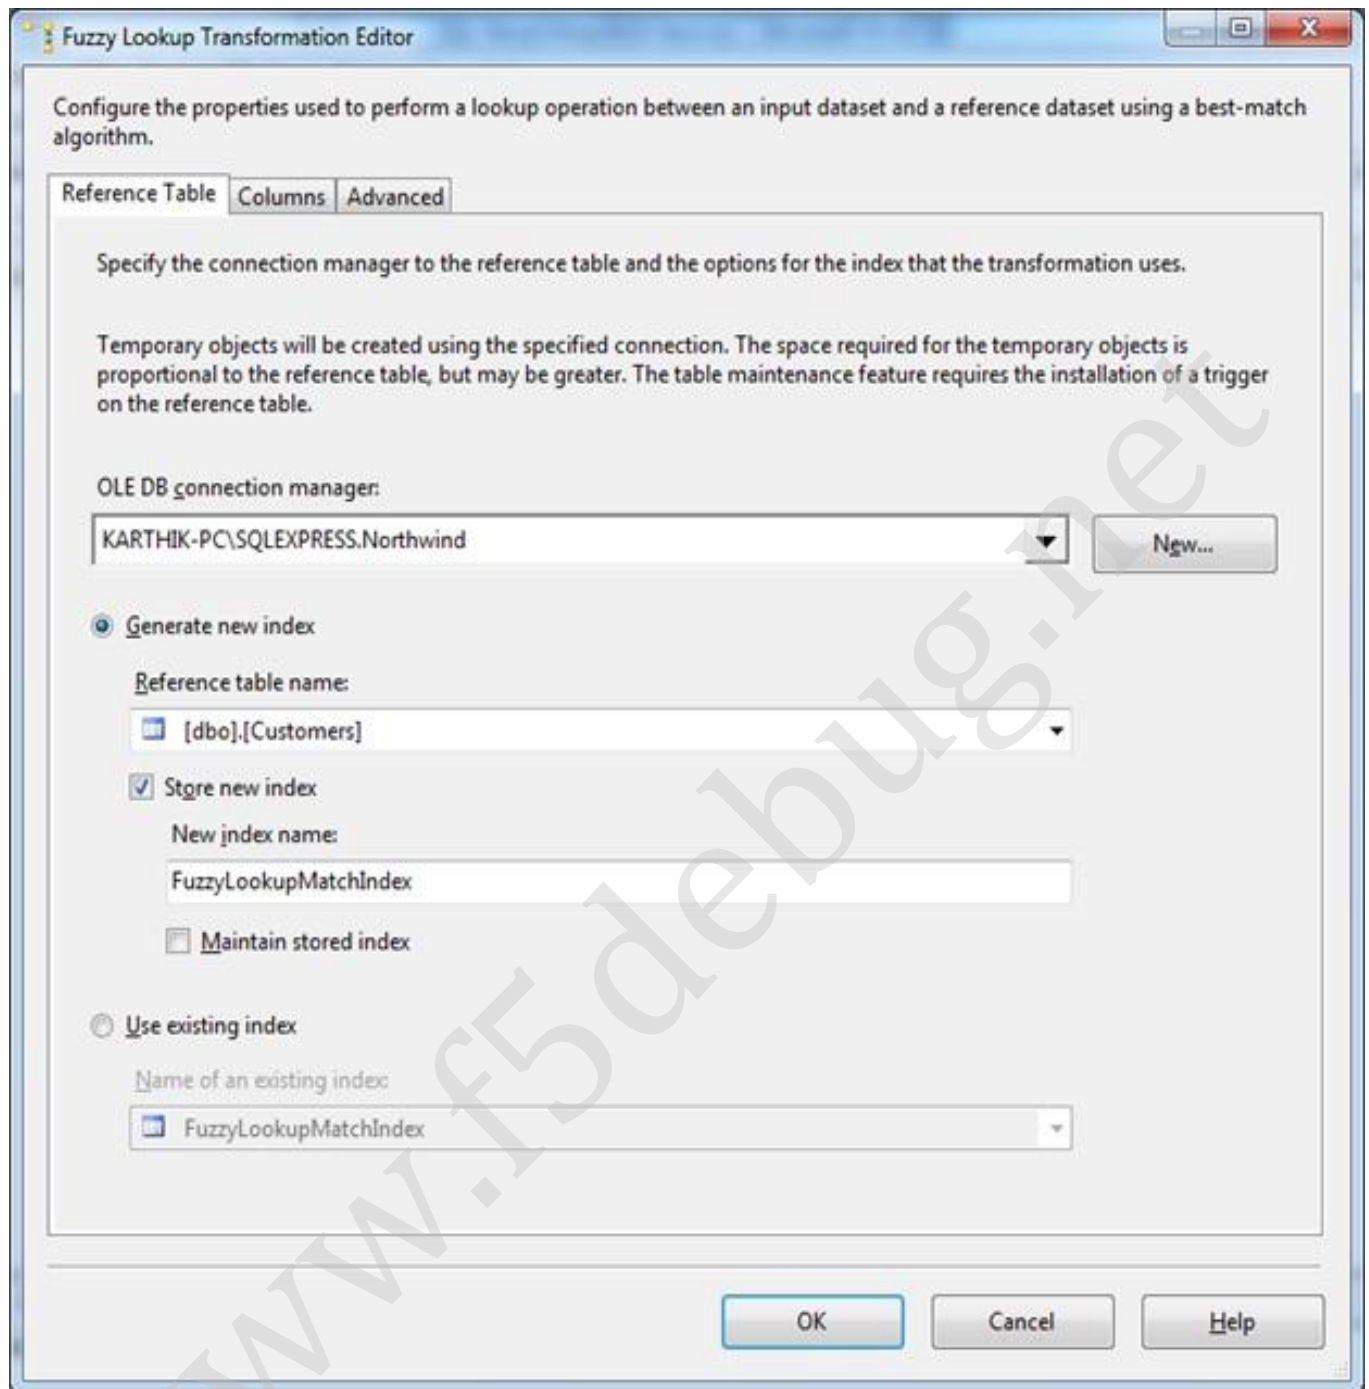 Fuzzy Lookup Transformation Editor
Configure the properties used to perform a lookup operation between an input dataset and a reference dataset using a best-match
algorithm.
Reference Table
Columns
Advanced
Specify the connection manager to the reference table and the options for the index that the transformation uses.
Temporary objects will be created using the specified connection. The space required for the temporary objects is
proportional to the reference table, but may be greater. The table maintenance feature requires the installation of a trigger
on the reference table.
OLE DB connection manager:
KARTHIK-PC\SQLEXPRESS.Northwind
New...
Generate new index
Reference table name:
[dbo].[Customers]
Store new index
New index name:
FuzzyLookupMatchIndex
Maintain stored index
Use existing index
Name of an existing index:
FuzzyLookupMatchIndex
OK
Cancel
Help
www.f5debug.net